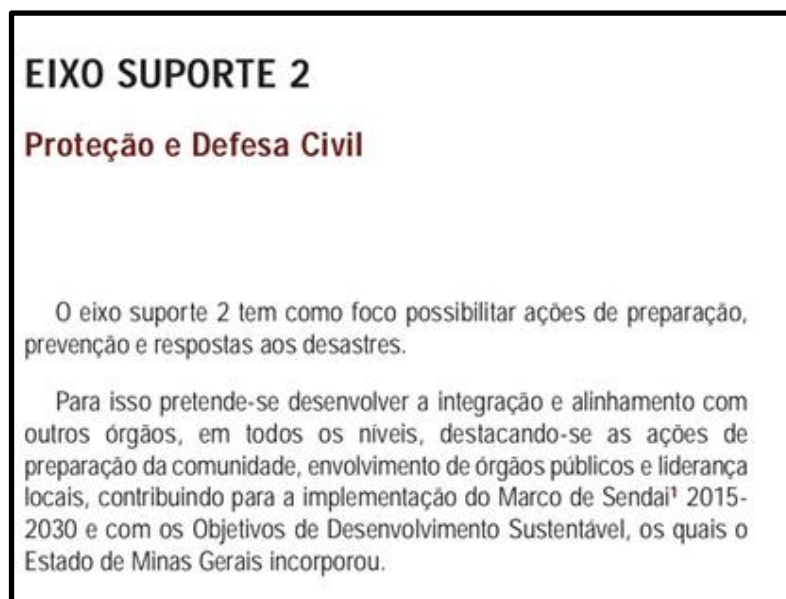 EIXO SUPORTE 2
Proteção e Defesa Civil
O eixo suporte 2 tem como foco possibilitar ações de preparação,
prevenção e respostas aos desastres.
Para isso pretende-se desenvolver a integração e alinhamento com
outros órgãos, em todos os níveis, destacando-se as ações de
preparação da comunidade, envolvimento de órgãos públicos e liderança
locais, contribuindo para a implementação do Marco de Sendai¹ 2015-
2030 e com os Objetivos de Desenvolvimento Sustentável, os quais o
Estado de Minas Gerais incorporou.